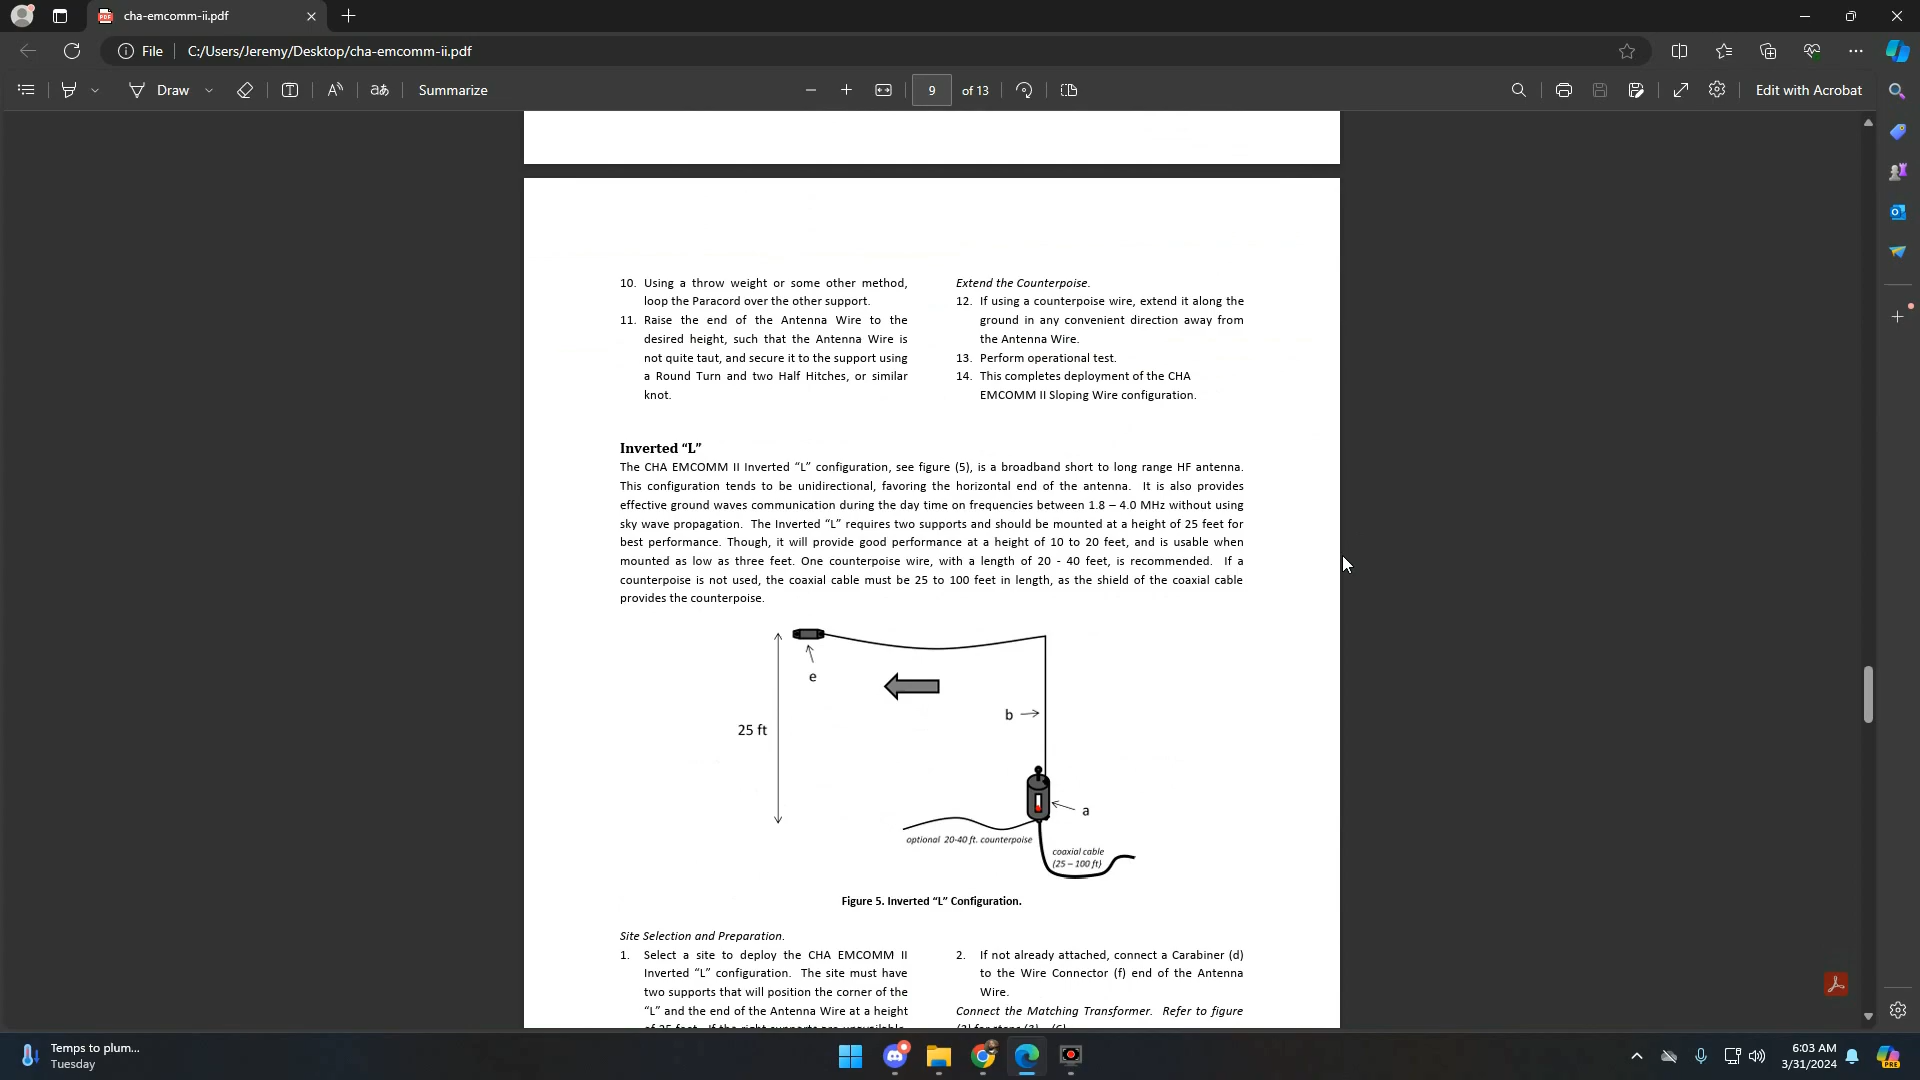 cha-emcomm-ii.pdf
File
C:/Users/Jeremy/Desktop/cha-emcomm-ii.pdf
Draw
Summarize
9
of 13
Edit with Acrobat
10. Using a throw weight or some other method,
loop the Paracord over the other support.
11. Raise the end of the Antenna Wire to the
desired height, such that the Antenna Wire is
not quite taut, and secure it to the support using
a Round Turn and two Half Hitches, or similar
knot.
Extend the Counterpoise.
12. If using a counterpoise wire, extend it along the
ground in any convenient direction away from
the Antenna Wire.
13. Perform operational test.
14. This completes deployment of the CHA
EMCOMM II Sloping Wire configuration.
Inverted “L”
The CHA EMCOMM II Inverted “L” configuration, see figure (5), is a broadband short to long range HF antenna.
This configuration tends to be unidirectional, favoring the horizontal end of the antenna. It is also provides
effective ground waves communication during the day time on frequencies between 1.8 – 4.0 MHz without using
sky wave propagation. The Inverted “L” requires two supports and should be mounted at a height of 25 feet for
best performance. Though, it will provide good performance at a height of 10 to 20 feet, and is usable when
mounted as low as three feet. One counterpoise wire, with a length of 20 - 40 feet, is recommended. If a
counterpoise is not used, the coaxial cable must be 25 to 100 feet in length, as the shield of the coaxial cable
provides the counterpoise.
e
b
25 ft
a
optional 20-40 ft. counterpoise
coaxial cable
(25 – 100 ft)
Figure 5. Inverted “L” Configuration.
Site Selection and Preparation.
1. Select a site to deploy the CHA EMCOMM II
Inverted “L” configuration. The site must have
two supports that will position the corner of the
“L” and the end of the Antenna Wire at a height
of 25 feet. If the right supports are unavailable,
2. If not already attached, connect a Carabiner (d)
to the Wire Connector (f) end of the Antenna
Wire.
Connect the Matching Transformer. Refer to figure
Temps to plum...
Tuesday
6:03 AM
3/31/2024